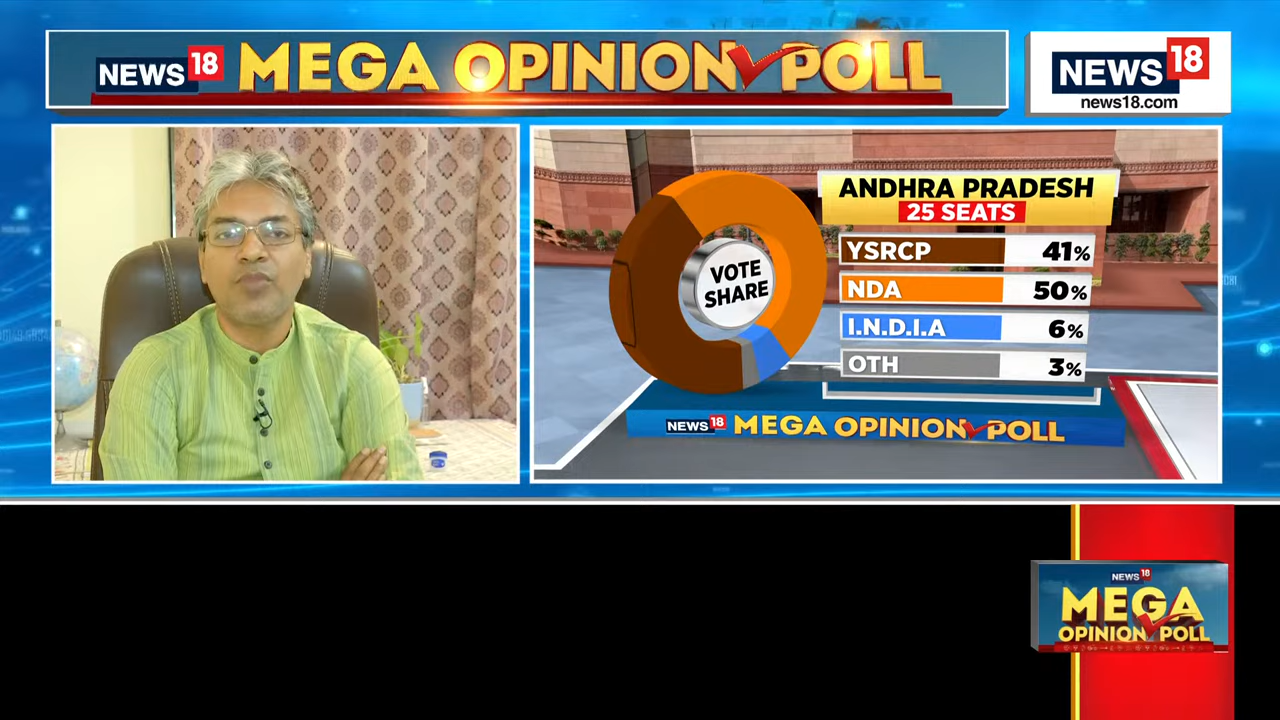 NEWS18 MEGA OPINION POLL
NEWS18
news18.com
VOTE
SHARE
ANDHRA PRADESH
25 SEATS
YSRCP 41%
NDA 50%
I.N.D.I.A 6%
OTH 3%
NEWS18 MEGA OPINION POLL
NEWS18
MEGA
OPINION POLL